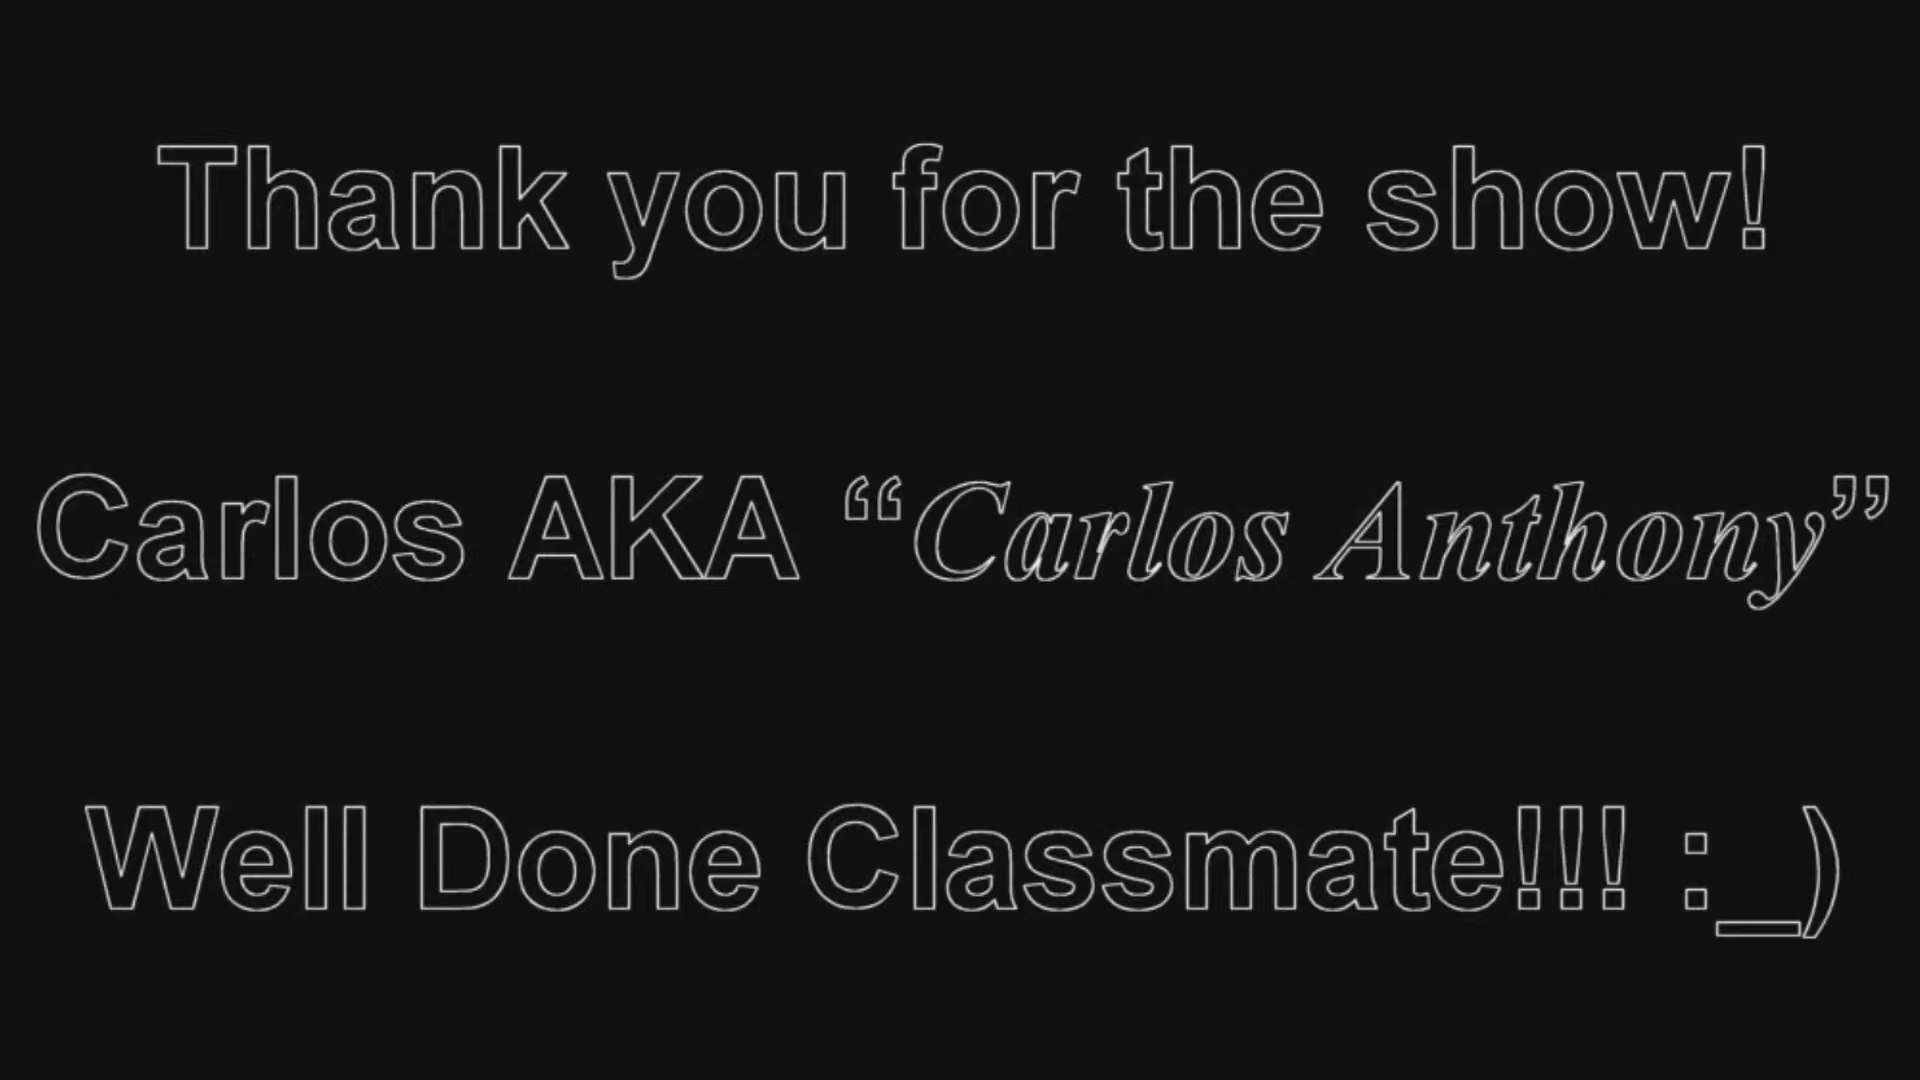 Thank you for the show!
Carlos AKA “Carlos Anthony”
Well Done Classmate!!! :_)